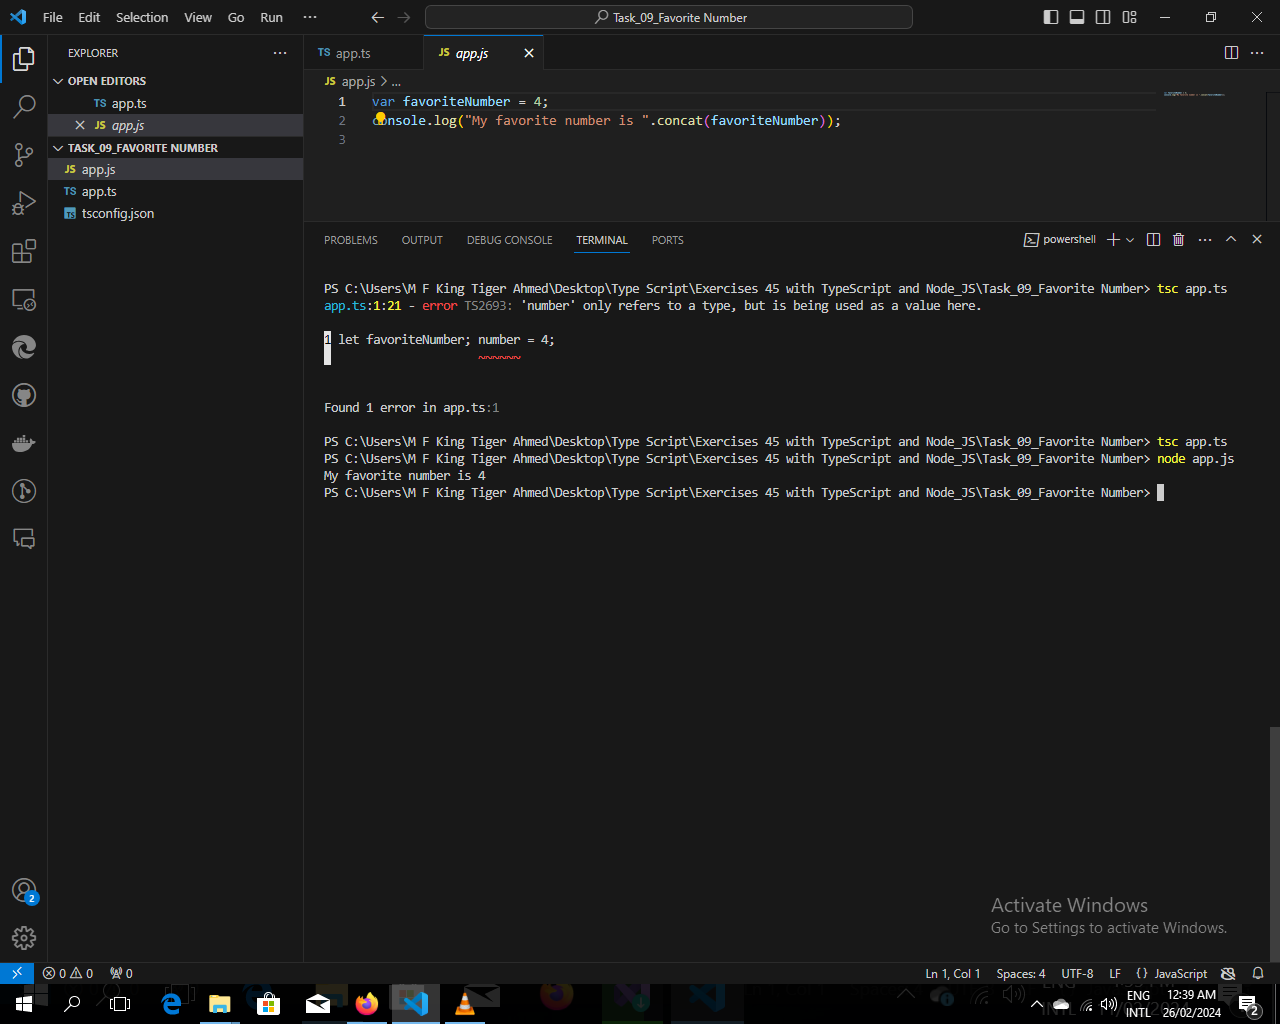 File Edit Selection View Go Run ... Task_09_Favorite Number
EXPLORER ...
OPEN EDITORS
TS app.ts
JS app.js
TASK_09_FAVORITE NUMBER
JS app.js
TS app.ts
TS tsconfig.json
TS app.ts JS app.js
JS app.js > ...
1 var favoriteNumber = 4;
2 console.log("My favorite number is ".concat(favoriteNumber));
3
PROBLEMS OUTPUT DEBUG CONSOLE TERMINAL PORTS powershell
PS C:\Users\M F King Tiger Ahmed\Desktop\Type Script\Exercises 45 with TypeScript and Node_JS\Task_09_Favorite Number> tsc app.ts
app.ts:1:21 - error TS2693: 'number' only refers to a type, but is being used as a value here.
1 let favoriteNumber; number = 4;
~~~~~~
Found 1 error in app.ts:1
PS C:\Users\M F King Tiger Ahmed\Desktop\Type Script\Exercises 45 with TypeScript and Node_JS\Task_09_Favorite Number> tsc app.ts
PS C:\Users\M F King Tiger Ahmed\Desktop\Type Script\Exercises 45 with TypeScript and Node_JS\Task_09_Favorite Number> node app.js
My favorite number is 4
PS C:\Users\M F King Tiger Ahmed\Desktop\Type Script\Exercises 45 with TypeScript and Node_JS\Task_09_Favorite Number>
Activate Windows
Go to Settings to activate Windows.
2
0 0 0 Ln 1, Col 1 Spaces: 4 UTF-8 LF {} JavaScript
ENG 12:39 AM
INTL 26/02/2024 2